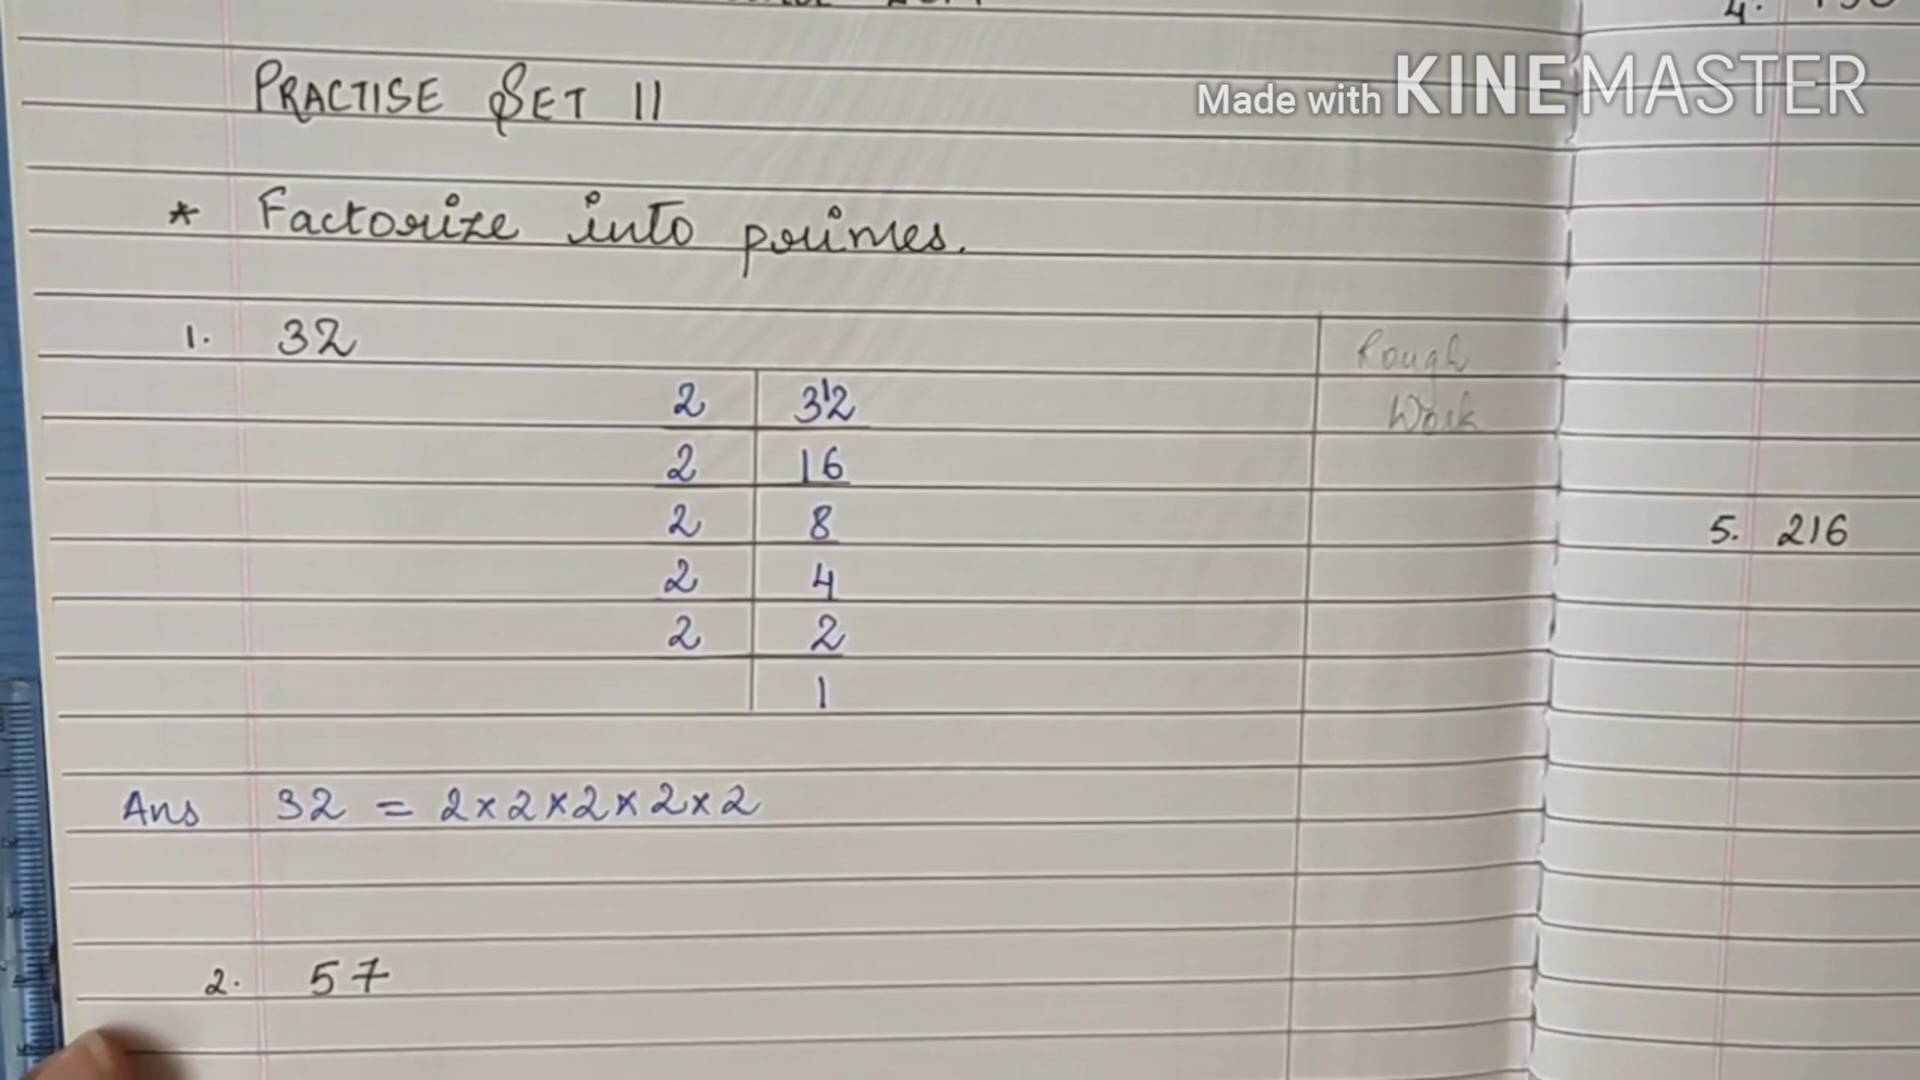 PRACTISE SET 11
* Factorize into primes.
1. 32
Rough
Work
2 | 32
2 | 16
2 | 8
2 | 4
2 | 2
1
Ans 32 = 2×2×2×2×2
2. 57
4.
5. 216
Made with KINEMASTER